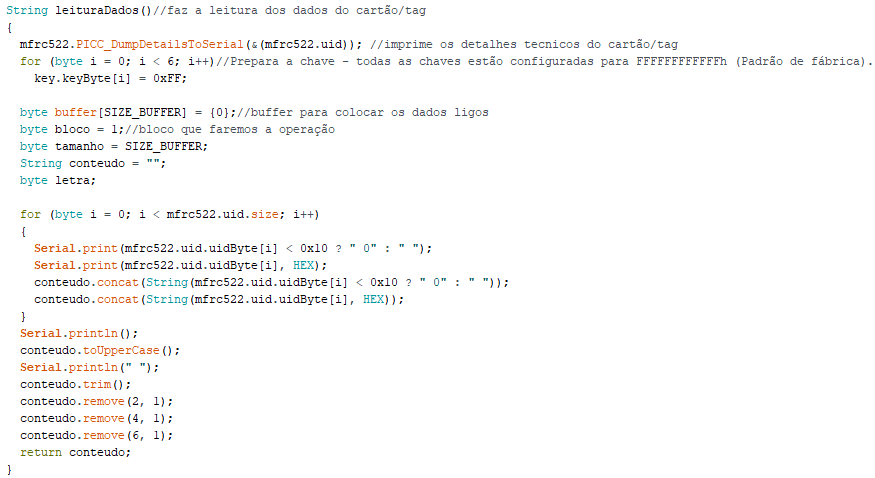 String leituraDados()//faz a leitura dos dados do cartão/tag
{
  mfrc522.PICC_DumpDetailsToSerial(&(mfrc522.uid)); //imprime os detalhes tecnicos do cartão/tag
  for (byte i = 0; i < 6; i++)//Prepara a chave - todas as chaves estão configuradas para FFFFFFFFFFFFh (Padrão de fábrica).
    key.keyByte[i] = 0xFF;

  byte buffer[SIZE_BUFFER] = {0};//buffer para colocar os dados ligos
  byte bloco = 1;//bloco que faremos a operação
  byte tamanho = SIZE_BUFFER;
  String conteudo = "";
  byte letra;

  for (byte i = 0; i < mfrc522.uid.size; i++)
  {
    Serial.print(mfrc522.uid.uidByte[i] < 0x10 ? " 0" : " ");
    Serial.print(mfrc522.uid.uidByte[i], HEX);
    conteudo.concat(String(mfrc522.uid.uidByte[i] < 0x10 ? " 0" : " "));
    conteudo.concat(String(mfrc522.uid.uidByte[i], HEX));
  }
  Serial.println();
  conteudo.toUpperCase();
  Serial.println(" ");
  conteudo.trim();
  conteudo.remove(2, 1);
  conteudo.remove(4, 1);
  conteudo.remove(6, 1);
  return conteudo;
}